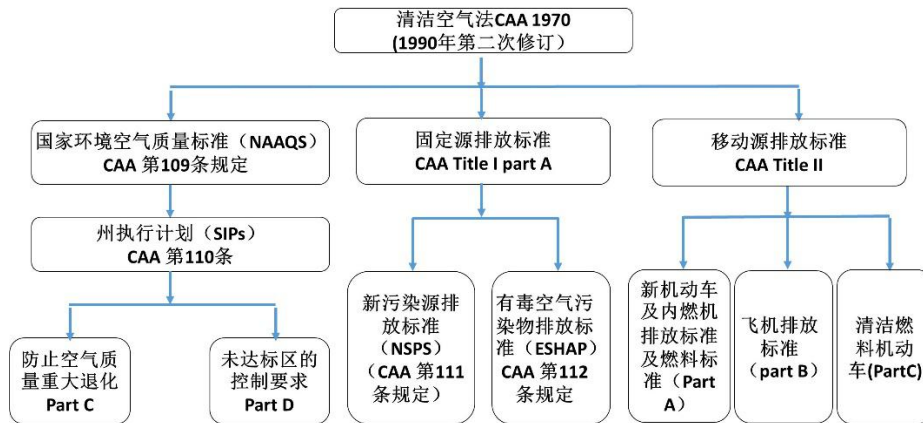 清洁空气法CAA 1970
(1990年第二次修订）
国家环境空气质量标准（NAAQS）
CAA 第109条规定
固定源排放标准
CAA Title I part A
移动源排放标准
CAA Title II
州执行计划（SIPs）
CAA 第110条
防止空气质
量重大退化
Part C
未达标区的
控制要求
Part D
新污染源排
放标准
（NSPS）
（CAA 第111
条规定）
有毒空气污
染物排放标
准（ESHAP）
CAA 第112
条规定
新机动车
及内燃机
排放标准
及燃料标
准（Part
A）
飞机排放
标准
（part B）
清洁燃
料机动
车(PartC)